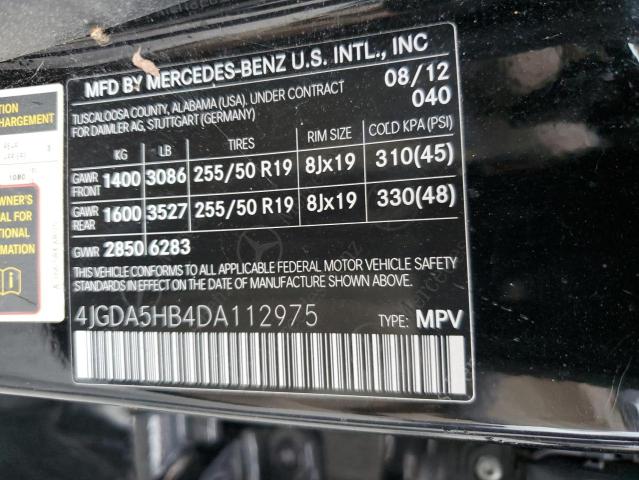 MFD BY MERCEDES-BENZ U.S. INTL., INC
TUSCALOOSA COUNTY, ALABAMA (USA). UNDER CONTRACT 08/12
FOR DAIMLER AG, STUTTGART (GERMANY) 040
KG LB TIRES RIM SIZE COLD KPA (PSI)
GAWR FRONT 1400 3086 255/50 R19 8Jx19 310(45)
GAWR REAR 1600 3527 255/50 R19 8Jx19 330(48)
GVWR 2850 6283
THIS VEHICLE CONFORMS TO ALL APPLICABLE FEDERAL MOTOR VEHICLE SAFETY
STANDARDS IN EFFECT ON THE DATE OF MANUFACTURE SHOWN ABOVE.
4JGDA5HB4DA112975 TYPE: MPV
Mercedes-Benz